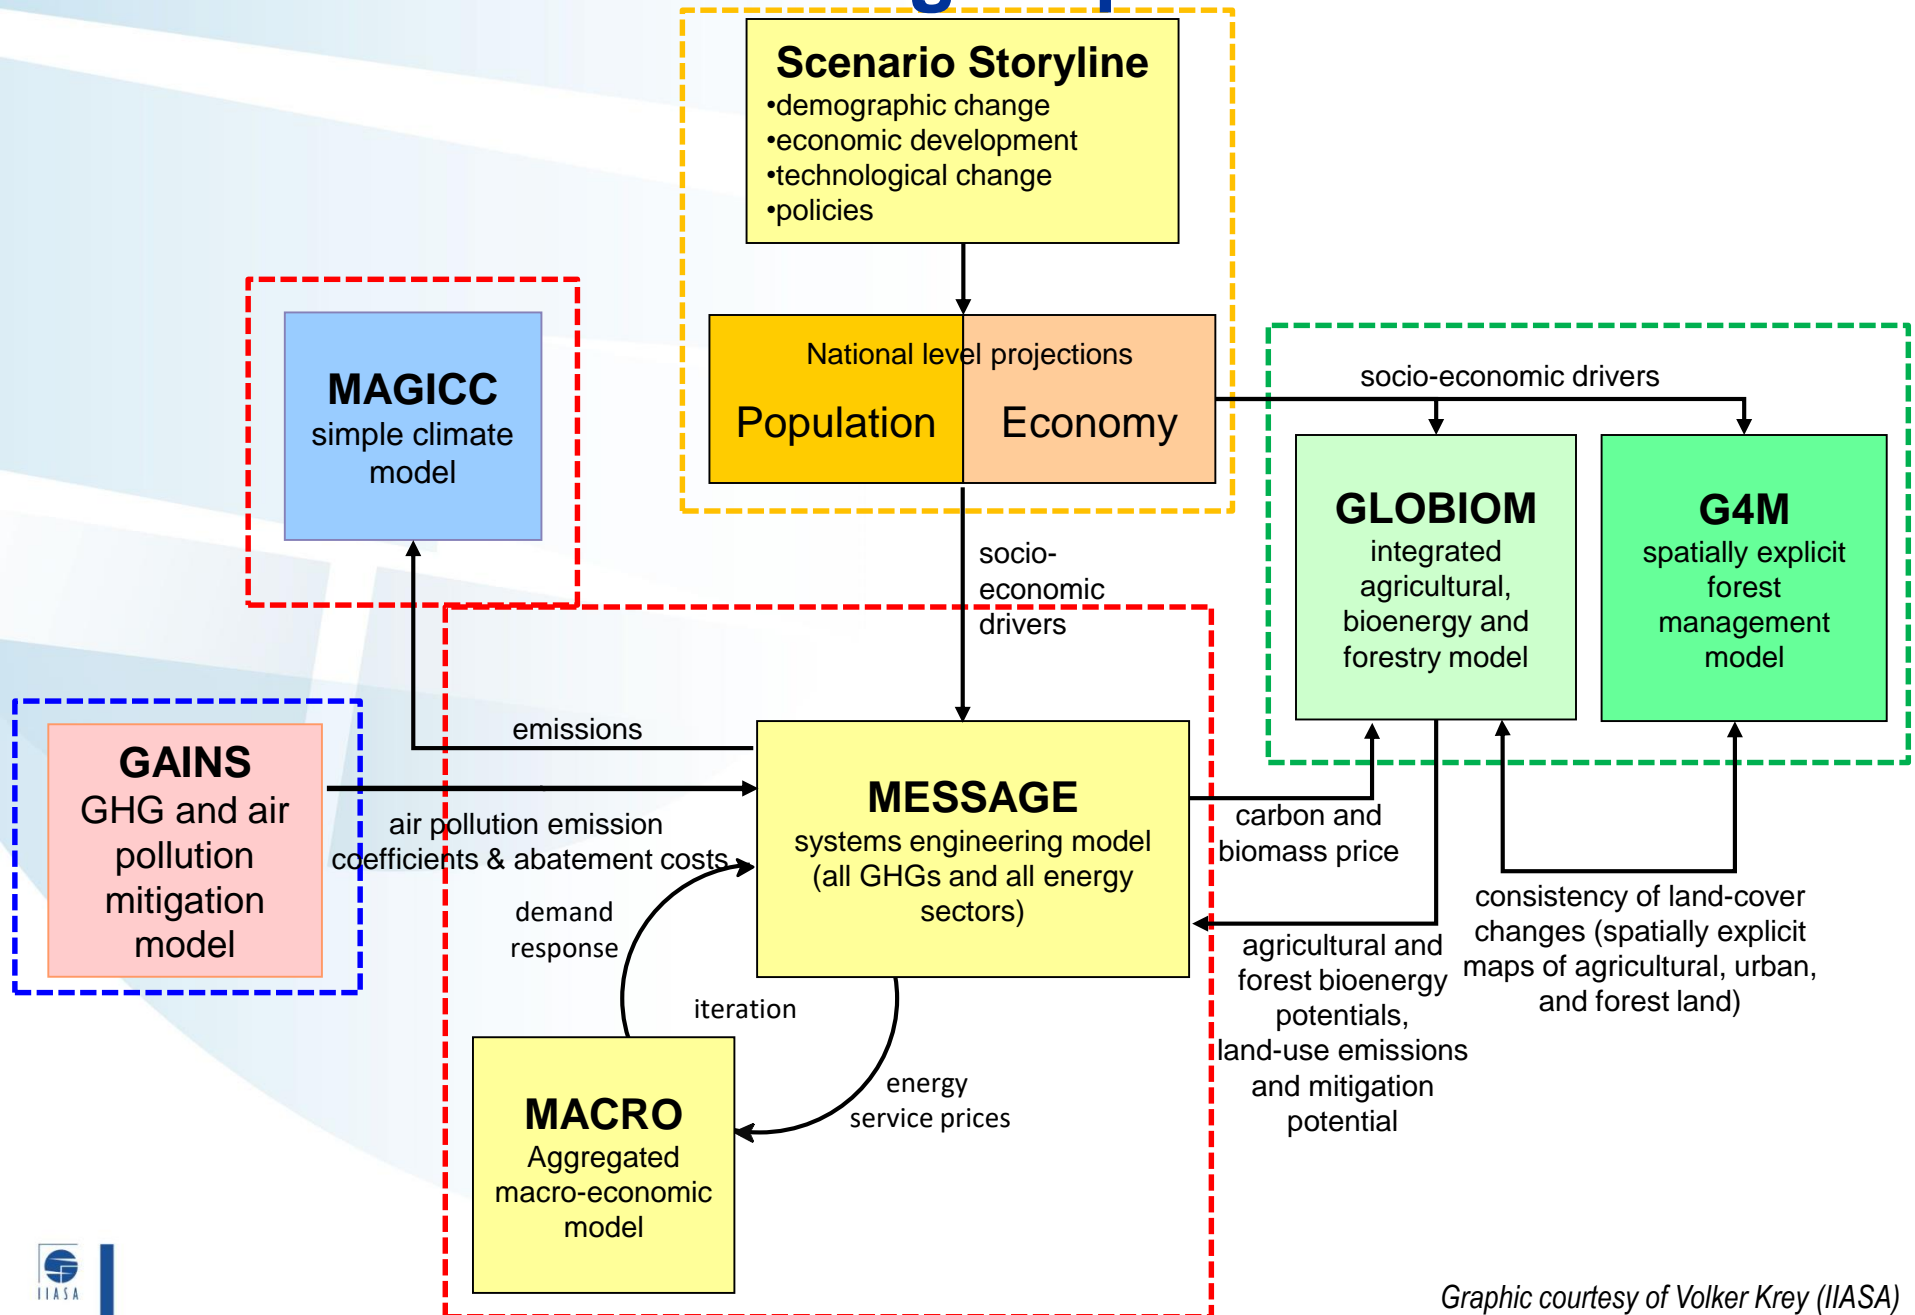 Scenario Storyline
•demographic change
•economic development
•technological change
•policies
National level projections
Population
Economy
MAGICC
simple climate
model
socio-economic drivers
GLOBIOM
integrated
agricultural,
bioenergy and
forestry model
G4M
spatially explicit
forest
management
model
socio-
economic
drivers
emissions
GAINS
GHG and air
pollution
mitigation
model
air pollution emission
coefficients & abatement costs
MESSAGE
systems engineering model
(all GHGs and all energy
sectors)
carbon and
biomass price
consistency of land-cover
changes (spatially explicit
maps of agricultural, urban,
and forest land)
agricultural and
forest bioenergy
potentials,
land-use emissions
and mitigation
potential
demand
response
iteration
energy
service prices
MACRO
Aggregated
macro-economic
model
IIASA
Graphic courtesy of Volker Krey (IIASA)